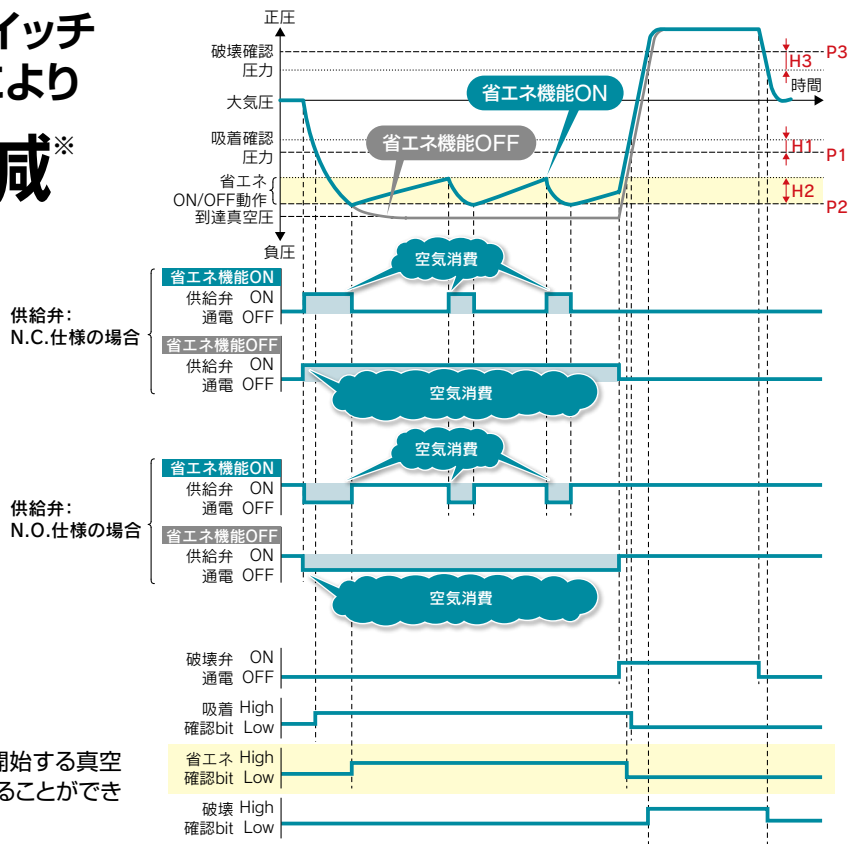 イッチ
により
減※
正圧
破壊確認
圧力
P3
H3
時間
大気圧
省エネ機能ON
吸着確認
圧力
省エネ機能OFF
H1
P1
省エネ
ON/OFF動作
H2
P2
到達真空圧
負圧
供給弁:
N.C.仕様の場合
省エネ機能ON
供給弁 ON
通電 OFF
空気消費
省エネ機能OFF
供給弁 ON
通電 OFF
空気消費
供給弁:
N.O.仕様の場合
省エネ機能ON
供給弁 ON
通電 OFF
空気消費
省エネ機能OFF
供給弁 ON
通電 OFF
空気消費
破壊弁 ON
通電 OFF
吸着 High
確認bit Low
省エネ High
確認bit Low
破壊 High
確認bit Low
開始する真空
ることができ